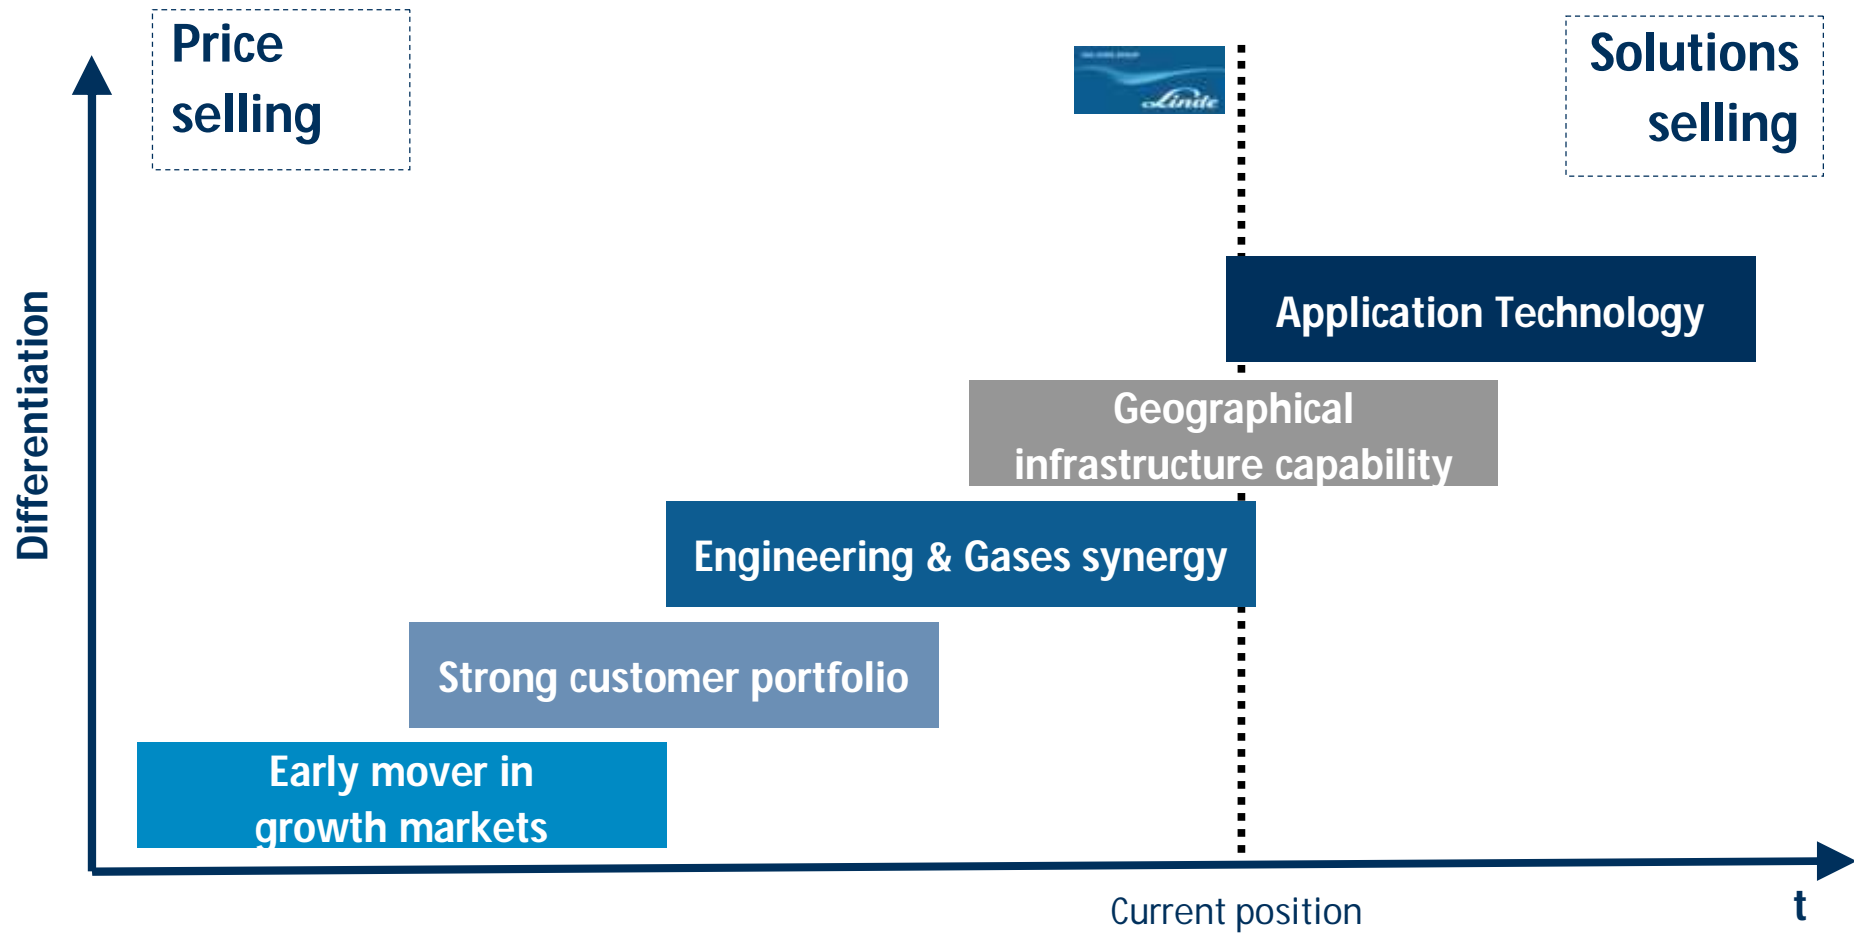 Price
selling
Linde
Solutions
selling
Differentiation
Application Technology
Geographical
infrastructure capability
Engineering & Gases synergy
Strong customer portfolio
Early mover in
growth markets
Current position
t